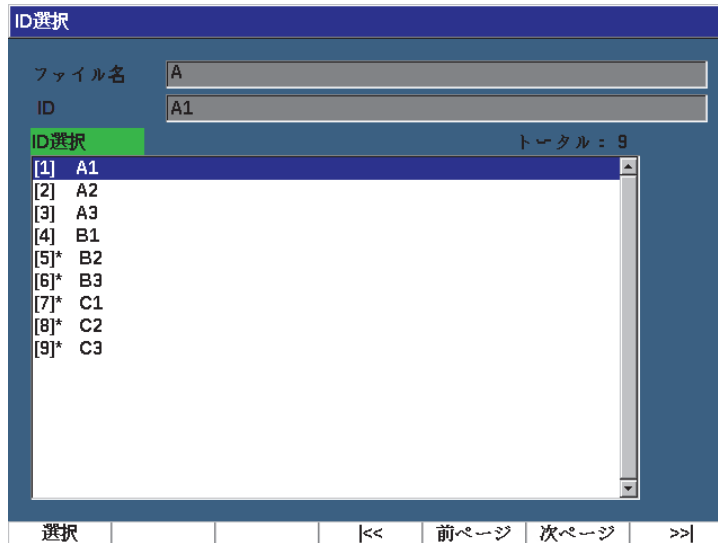 ID選択
ファイル名 A
ID A1
ID選択 トータル: 9
[1] A1
[2] A2
[3] A3
[4] B1
[5]* B2
[6]* B3
[7]* C1
[8]* C2
[9]* C3
選択 |<< 前ページ 次ページ >>|